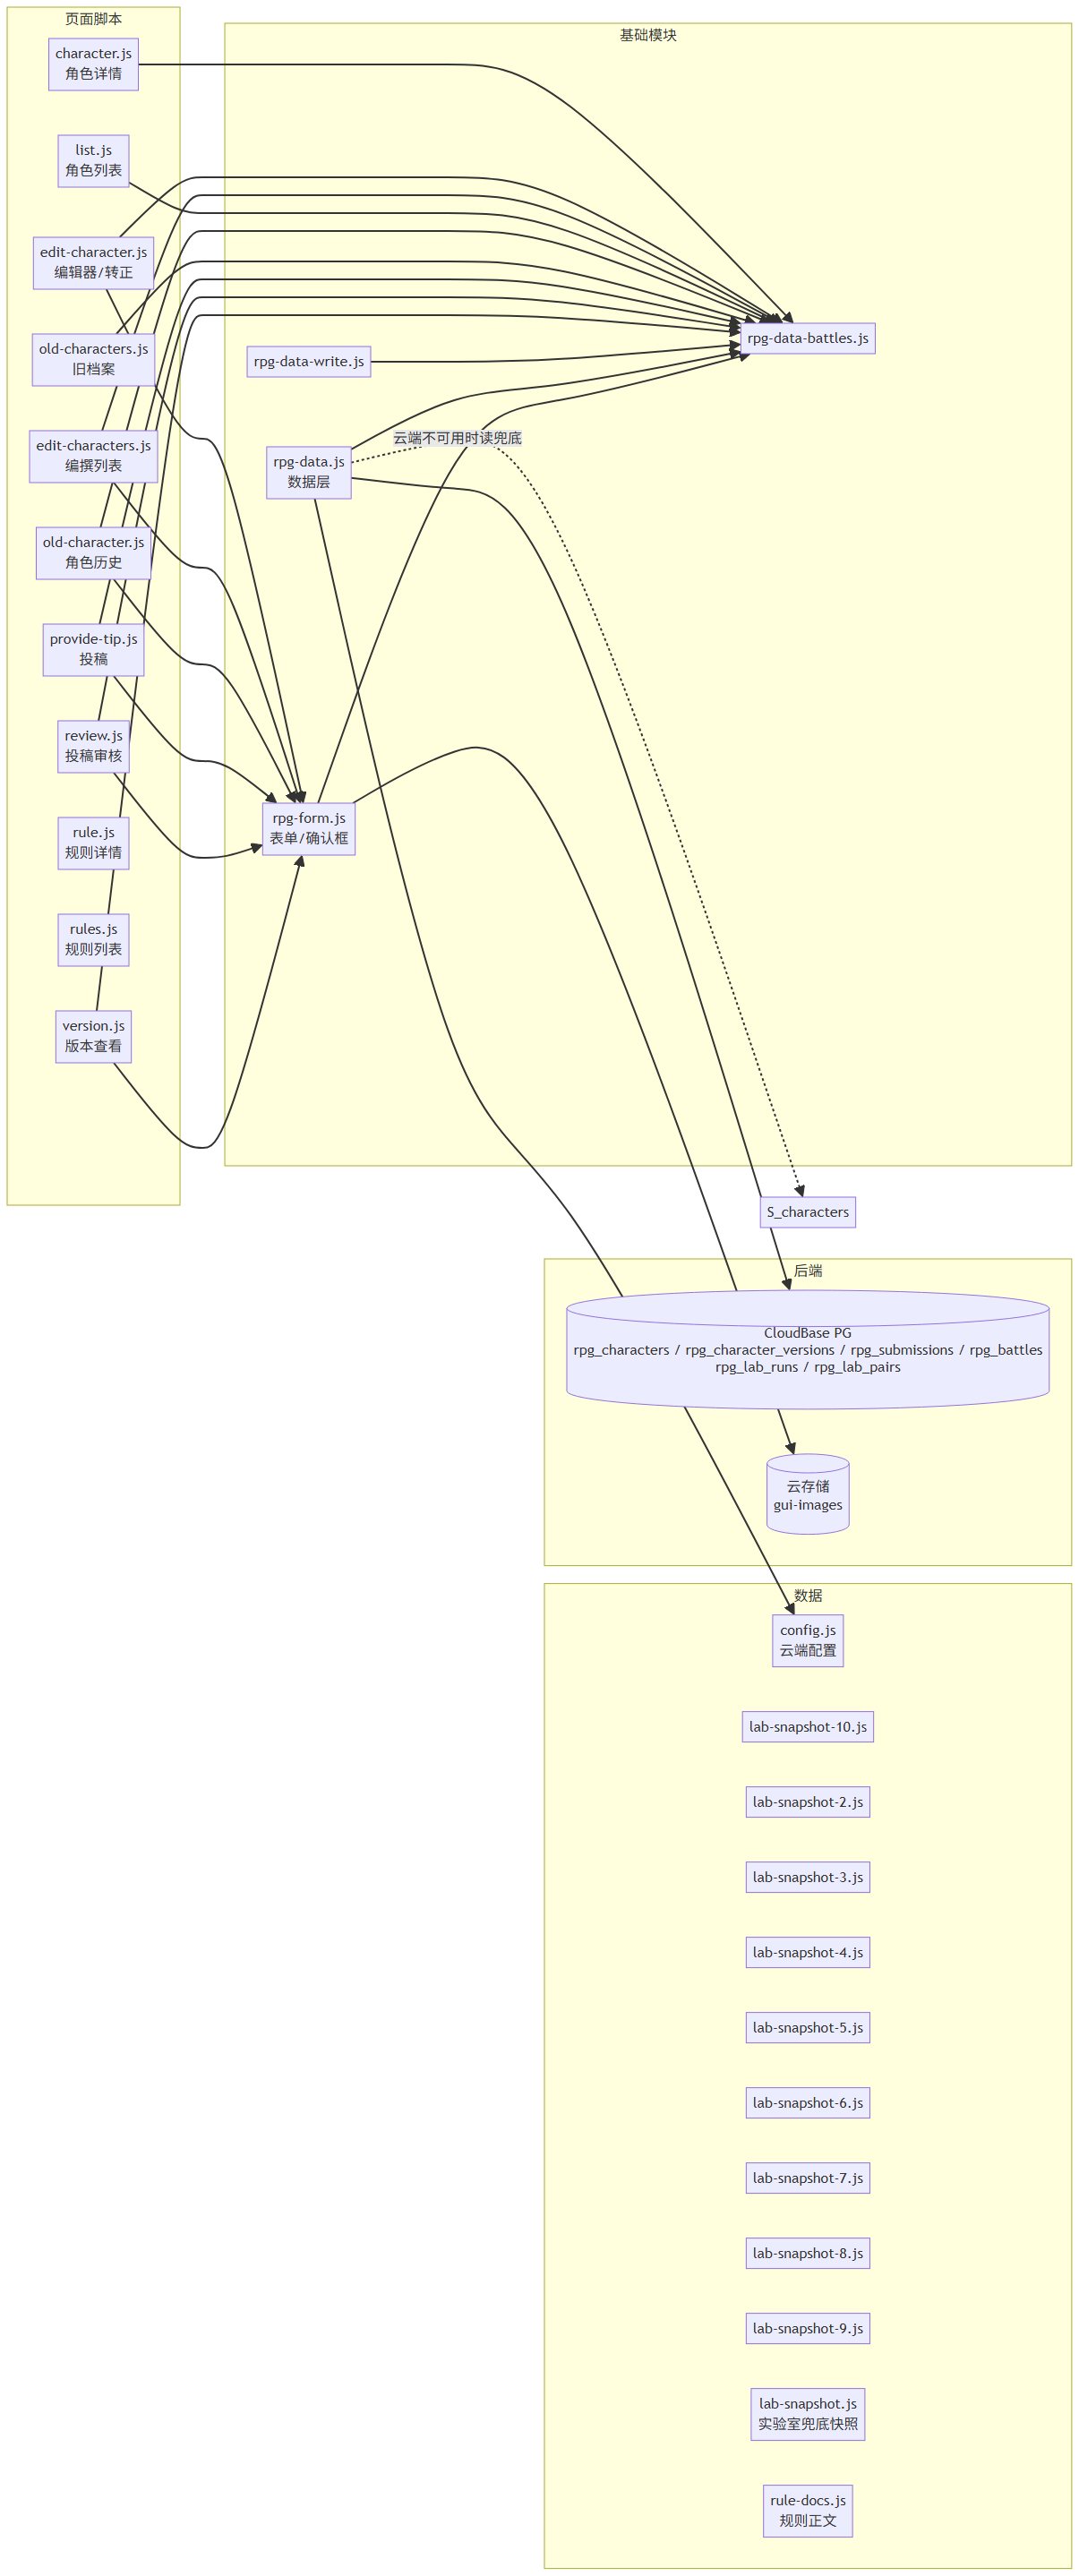 页面脚本
character.js
角色详情
list.js
角色列表
edit-character.js
编辑器/转正
old-characters.js
旧档案
edit-characters.js
编撰列表
old-character.js
角色历史
provide-tip.js
投稿
review.js
投稿审核
rule.js
规则详情
rules.js
规则列表
version.js
版本查看
基础模块
rpg-data-battles.js
rpg-data-write.js
云端不可用时读兜底
rpg-data.js
数据层
rpg-form.js
表单/确认框
S_characters
后端
CloudBase PG
rpg_characters / rpg_character_versions / rpg_submissions / rpg_battles
rpg_lab_runs / rpg_lab_pairs
云存储
gui-images
数据
config.js
云端配置
lab-snapshot-10.js
lab-snapshot-2.js
lab-snapshot-3.js
lab-snapshot-4.js
lab-snapshot-5.js
lab-snapshot-6.js
lab-snapshot-7.js
lab-snapshot-8.js
lab-snapshot-9.js
lab-snapshot.js
实验室兜底快照
rule-docs.js
规则正文